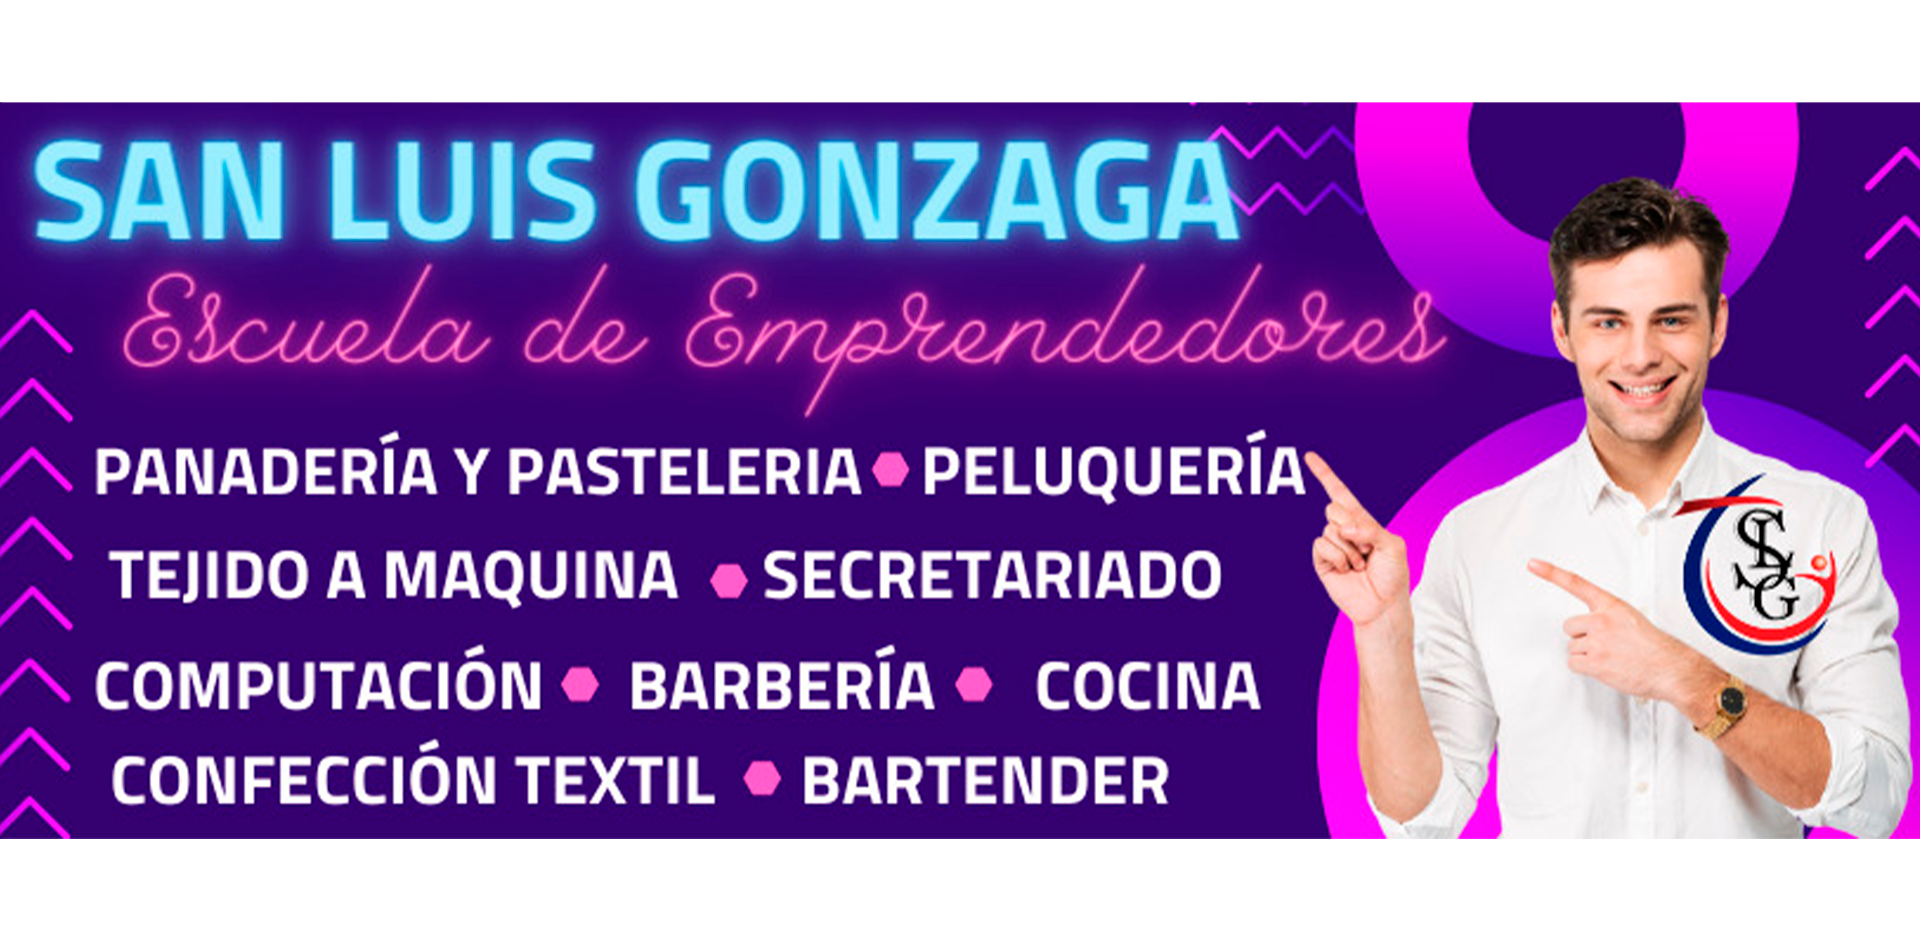 SAN LUIS GONZAGA
Escuela de Emprendedores
PANADERÍA Y PASTELERIA PELUQUERÍA
TEJIDO A MAQUINA SECRETARIADO
COMPUTACIÓN BARBERÍA COCINA
CONFECCIÓN TEXTIL BARTENDER
SLG